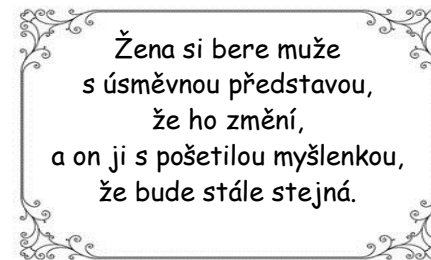 Žena si bere muže
s úsměvnou představou,
že ho změní,
a on ji s pošetilou myšlenkou,
že bude stále stejná.